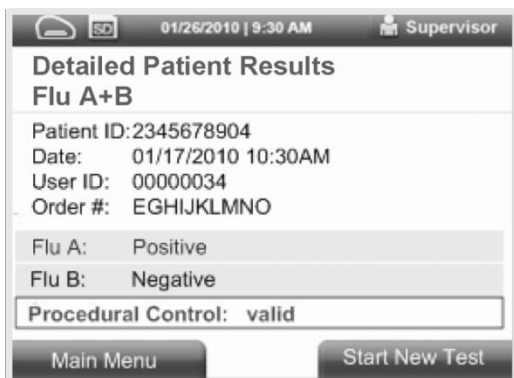 SD 01/26/2010 | 9:30 AM Supervisor
Detailed Patient Results
Flu A+B
Patient ID:2345678904
Date: 01/17/2010 10:30AM
User ID: 00000034
Order #: EGHIJKLMNO
Flu A: Positive
Flu B: Negative
Procedural Control: valid
Main Menu Start New Test